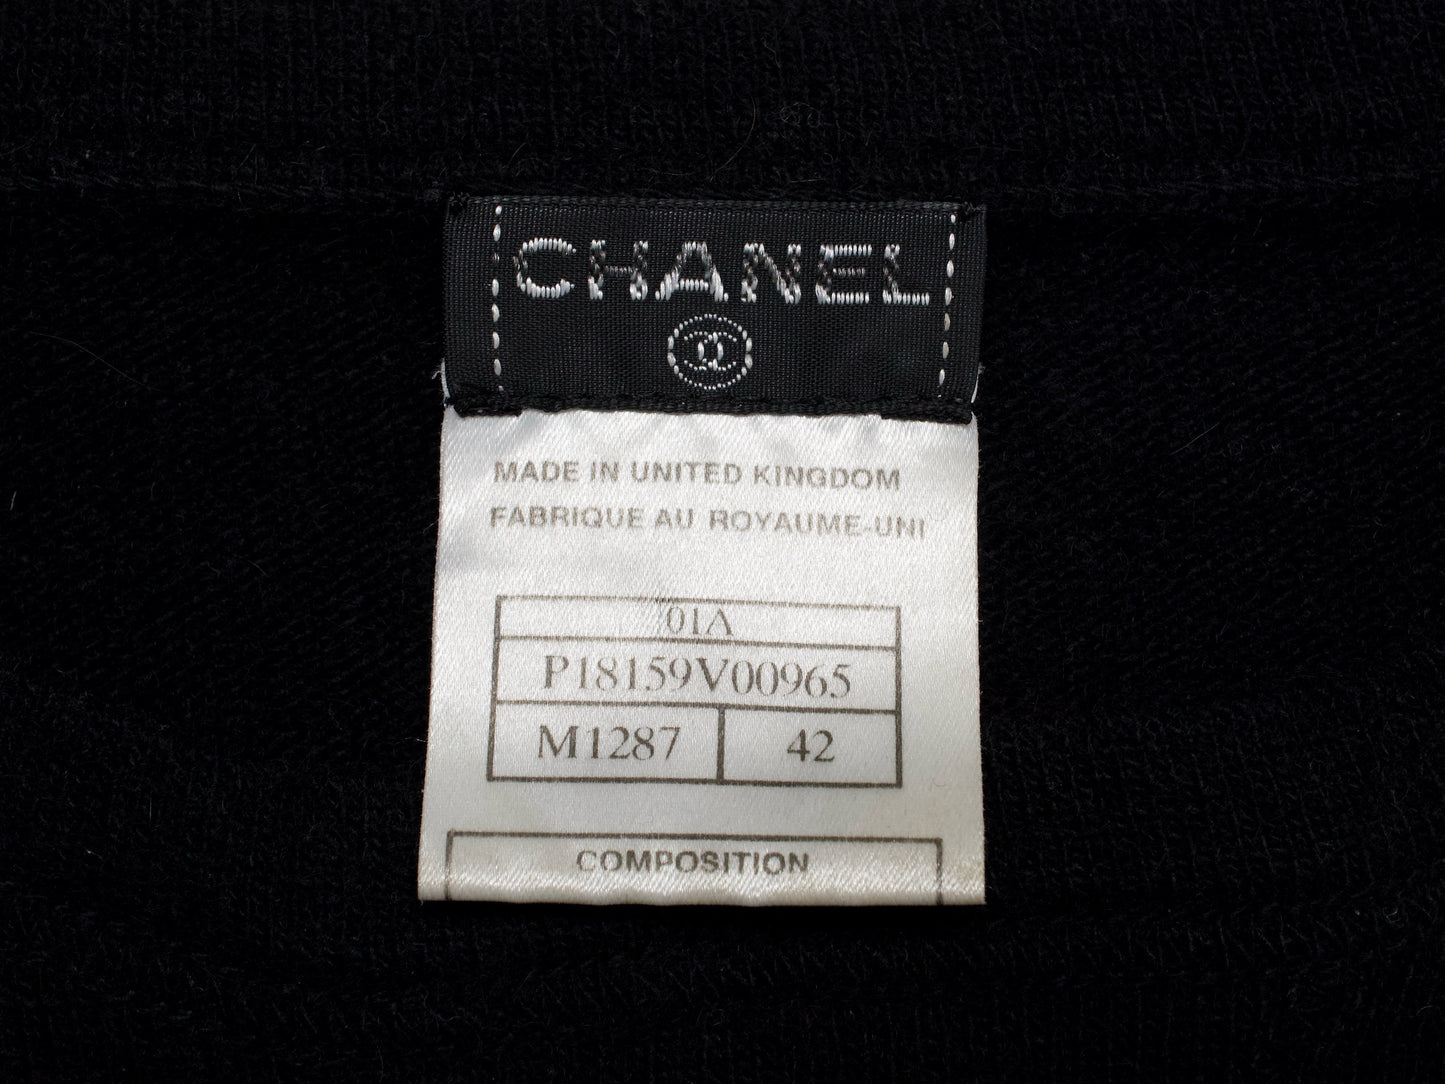 CHANEL
MADE IN UNITED KINGDOM
FABRIQUE AU ROYAUME-UNI
01A
P18159V00965
M1287 42
COMPOSITION